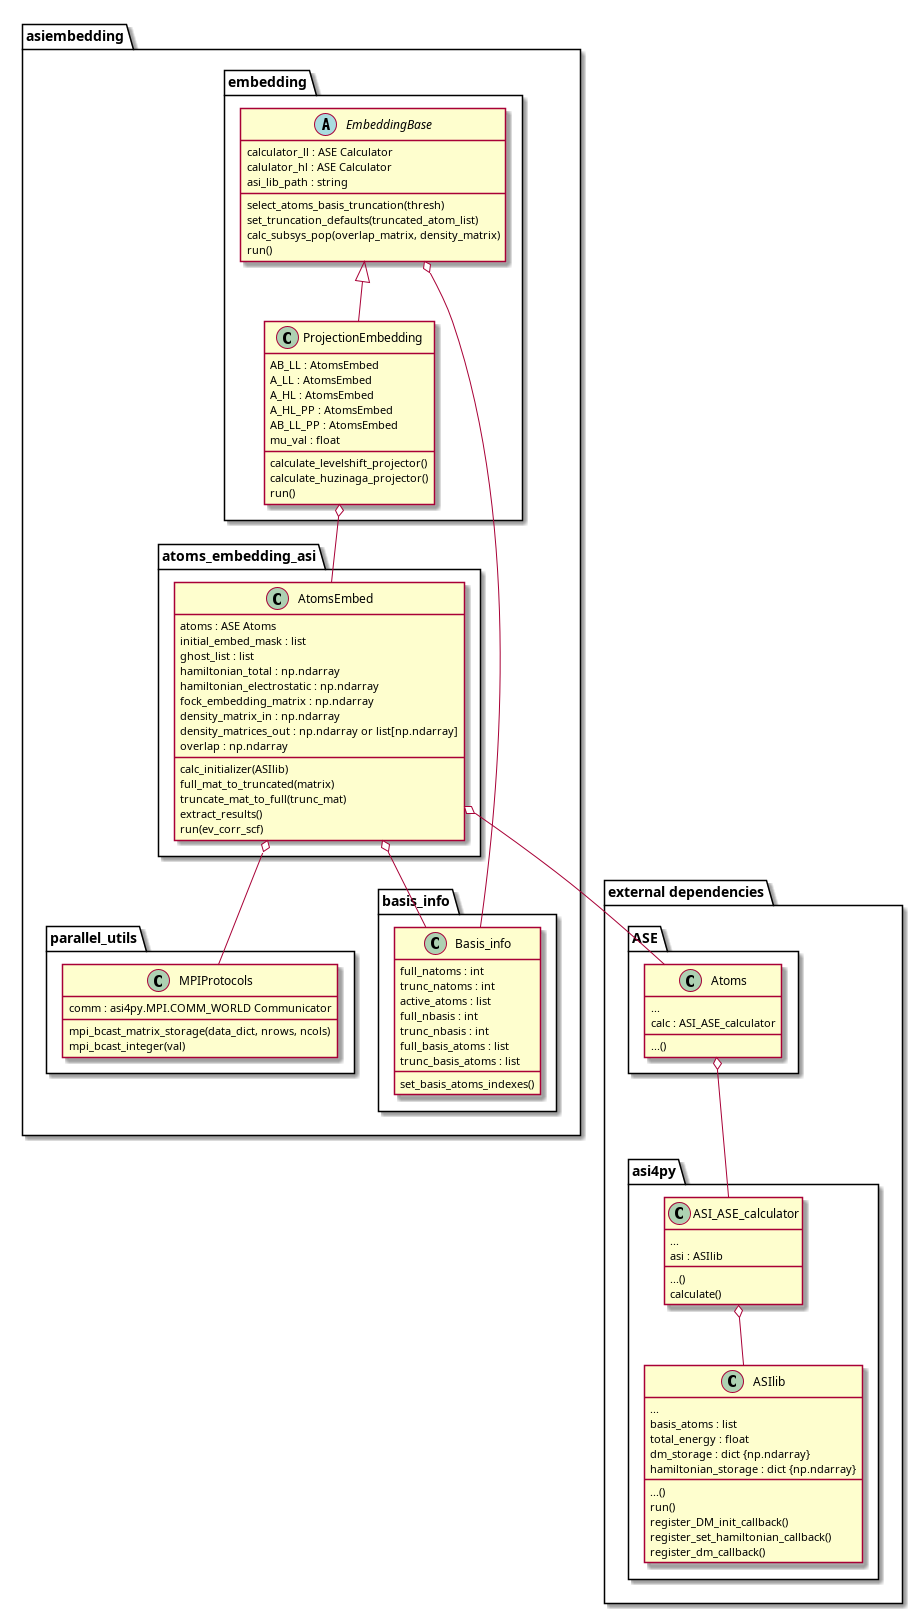 asiembedding
embedding
A EmbeddingBase
calculator_ll : ASE Calculator
calulator_hl : ASE Calculator
asi_lib_path : string
select_atoms_basis_truncation(thresh)
set_truncation_defaults(truncated_atom_list)
calc_subsys_pop(overlap_matrix, density_matrix)
run()
C ProjectionEmbedding
AB_LL : AtomsEmbed
A_LL : AtomsEmbed
A_HL : AtomsEmbed
A_HL_PP : AtomsEmbed
AB_LL_PP : AtomsEmbed
mu_val : float
calculate_levelshift_projector()
calculate_huzinaga_projector()
run()
atoms_embedding_asi
C AtomsEmbed
atoms : ASE Atoms
initial_embed_mask : list
ghost_list : list
hamiltonian_total : np.ndarray
hamiltonian_electrostatic : np.ndarray
fock_embedding_matrix : np.ndarray
density_matrix_in : np.ndarray
density_matrices_out : np.ndarray or list[np.ndarray]
overlap : np.ndarray
calc_initializer(ASIlib)
full_mat_to_truncated(matrix)
truncate_mat_to_full(trunc_mat)
extract_results()
run(ev_corr_scf)
parallel_utils
C MPIProtocols
comm : asi4py.MPI.COMM_WORLD Communicator
mpi_bcast_matrix_storage(data_dict, nrows, ncols)
mpi_bcast_integer(val)
basis_info
C Basis_info
full_natoms : int
trunc_natoms : int
active_atoms : list
full_nbasis : int
trunc_nbasis : int
full_basis_atoms : list
trunc_basis_atoms : list
set_basis_atoms_indexes()
external dependencies
ASE
C Atoms
...
calc : ASI_ASE_calculator
...()
asi4py
C ASI_ASE_calculator
...
asi : ASIlib
...()
calculate()
C ASIlib
...
basis_atoms : list
total_energy : float
dm_storage : dict {np.ndarray}
hamiltonian_storage : dict {np.ndarray}
...()
run()
register_DM_init_callback()
register_set_hamiltonian_callback()
register_dm_callback()